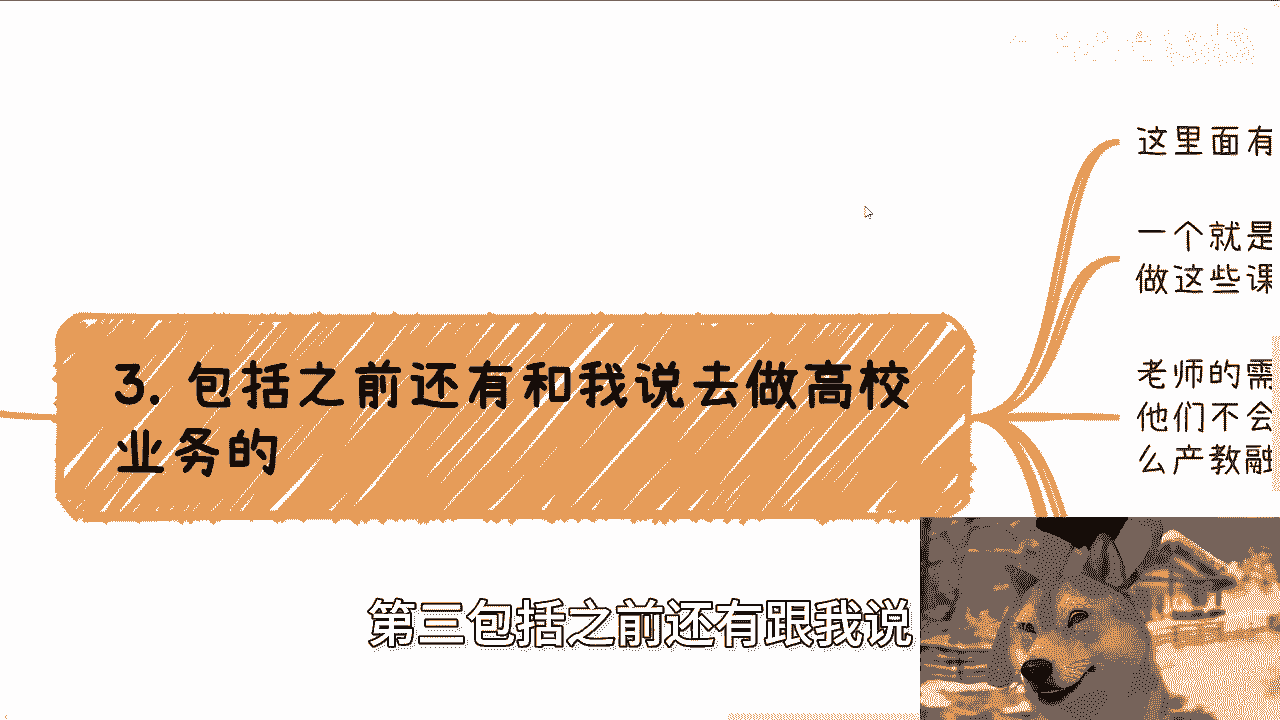 这里面有
一个就是
做这些课
3. 包括之前还有和我说去做高校
业务的
老师的需
他们不会
么产教融
第三包括之前还有跟我说